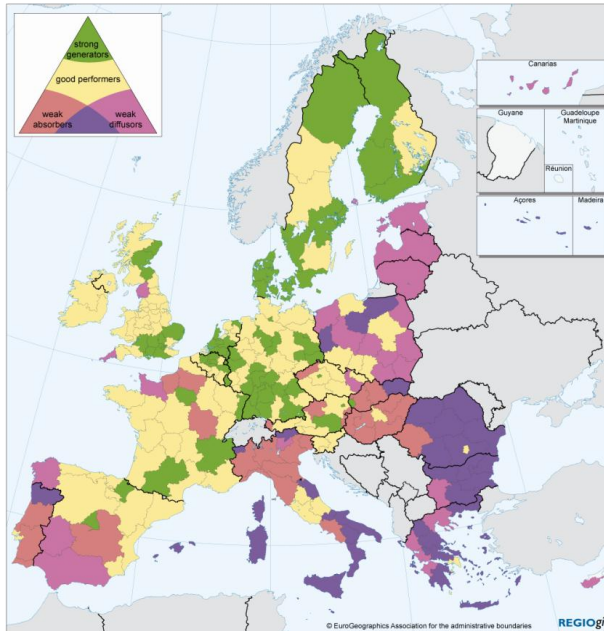 strong
generators
good performers
weak
absorbers
weak
diffusors
Canarias
Guyane
Guadeloupe
Martinique
Réunion
Açores
Madeira
© EuroGeographics Association for the administrative boundaries